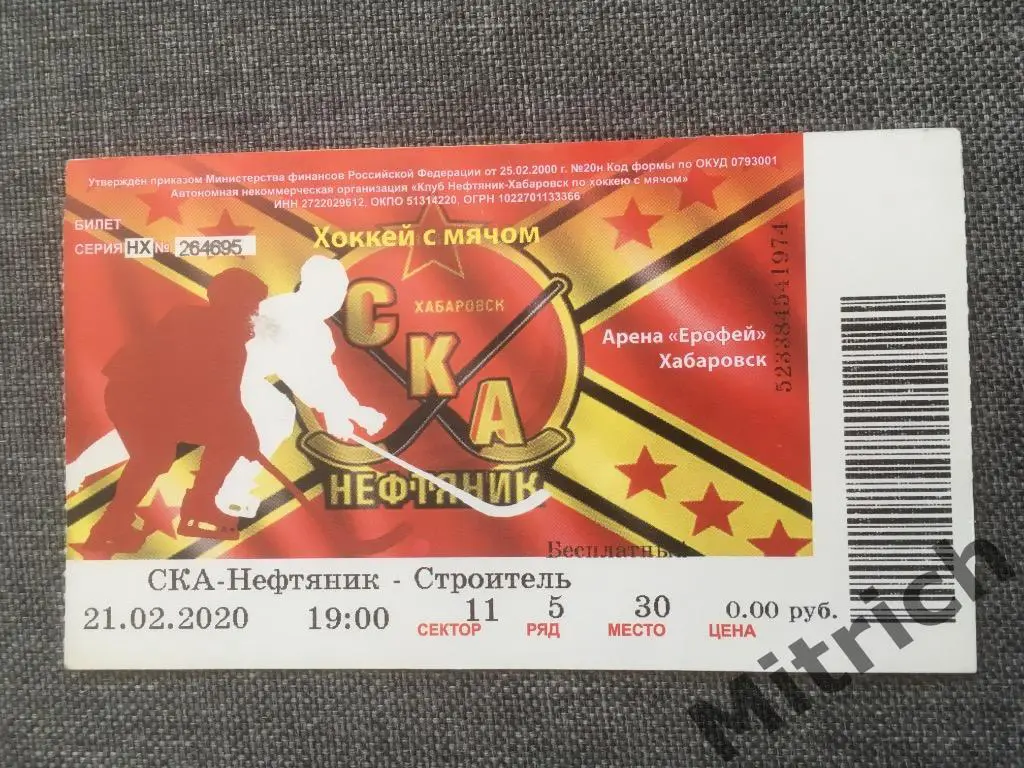 Утверждён приказом Министерства финансов Российской Федерации от 25.02.2000 г. №20н Код формы по ОКУД 0793001
Автономная некоммерческая организация «Клуб Нефтяник-Хабаровск по хоккею с мячом»
ИНН 2722029612, ОКПО 51314220, ОГРН 1022701133366
БИЛЕТ
СЕРИЯ НХ № 264695
Хоккей с мячом
ХАБАРОВСК
СКА
НЕФТЯНИК
Арена «Ерофей»
Хабаровск
523384541974
Бесплатный
СКА-Нефтяник - Строитель
21.02.2020 19:00 11 СЕКТОР 5 РЯД 30 МЕСТО 0.00 руб. ЦЕНА
Mitrich